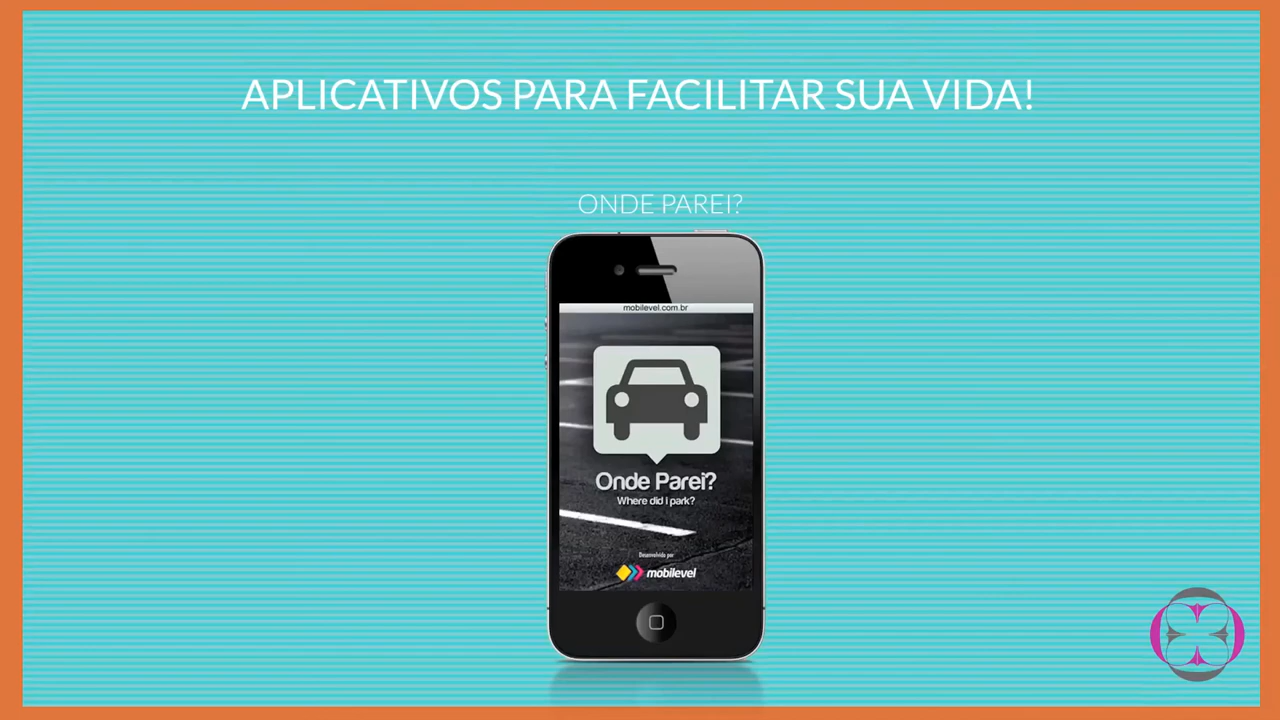 APLICATIVOS PARA FACILITAR SUA VIDA!
ONDE PAREI?
mobilevel.com.br
Onde Parei?
Where did I park?
Desenvolvido por
mobilevel